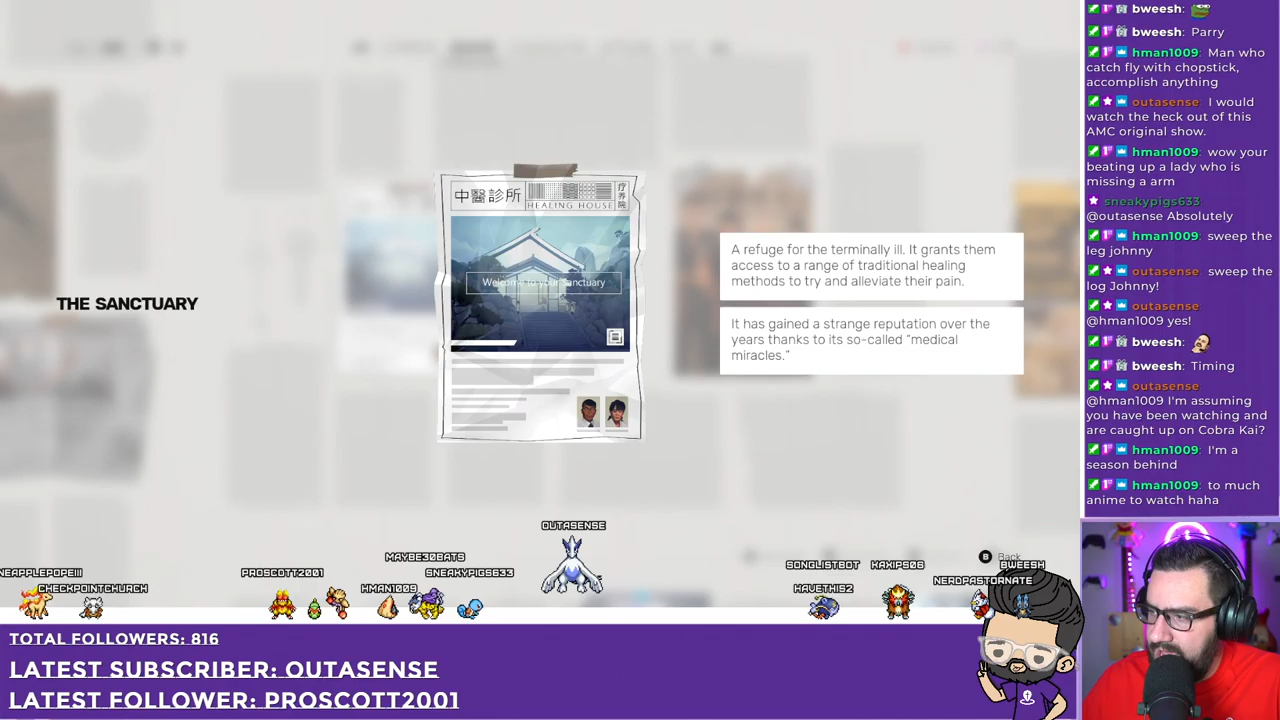 THE SANCTUARY
中醫診所
疗养院
HEALING HOUSE
Welcome to your Sanctuary
A refuge for the terminally ill. It grants them
access to a range of traditional healing
methods to try and alleviate their pain.
It has gained a strange reputation over the
years thanks to its so-called "medical
miracles."
B Back
bweesh:
bweesh: Parry
hman1009: Man who
catch fly with chopstick,
accomplish anything
outasense I would
watch the heck out of this
AMC original show.
hman1009: wow your
beating up a lady who is
missing a arm
sneakypigs633
@outasense Absolutely
hman1009: sweep the
leg johnny
outasense sweep the
log Johnny!
outasense
@hman1009 yes!
bweesh:
bweesh: Timing
outasense
@hman1009 I'm assuming
you have been watching and
are caught up on Cobra Kai?
hman1009: I'm a
season behind
hman1009: to much
anime to watch haha
NEAPPLEPOPEIII
CHECKPOINTCHURCH
PROSCOTT2001
MAYBE30BATS
HMAN1009
SNEAKYPIGS633
OUTASENSE
SONGLISTBOT
HAVETHIS2
KAXIPS06
BWEESH
NERDPASTORNATE
TOTAL FOLLOWERS: 816
LATEST SUBSCRIBER: OUTASENSE
LATEST FOLLOWER: PROSCOTT2001